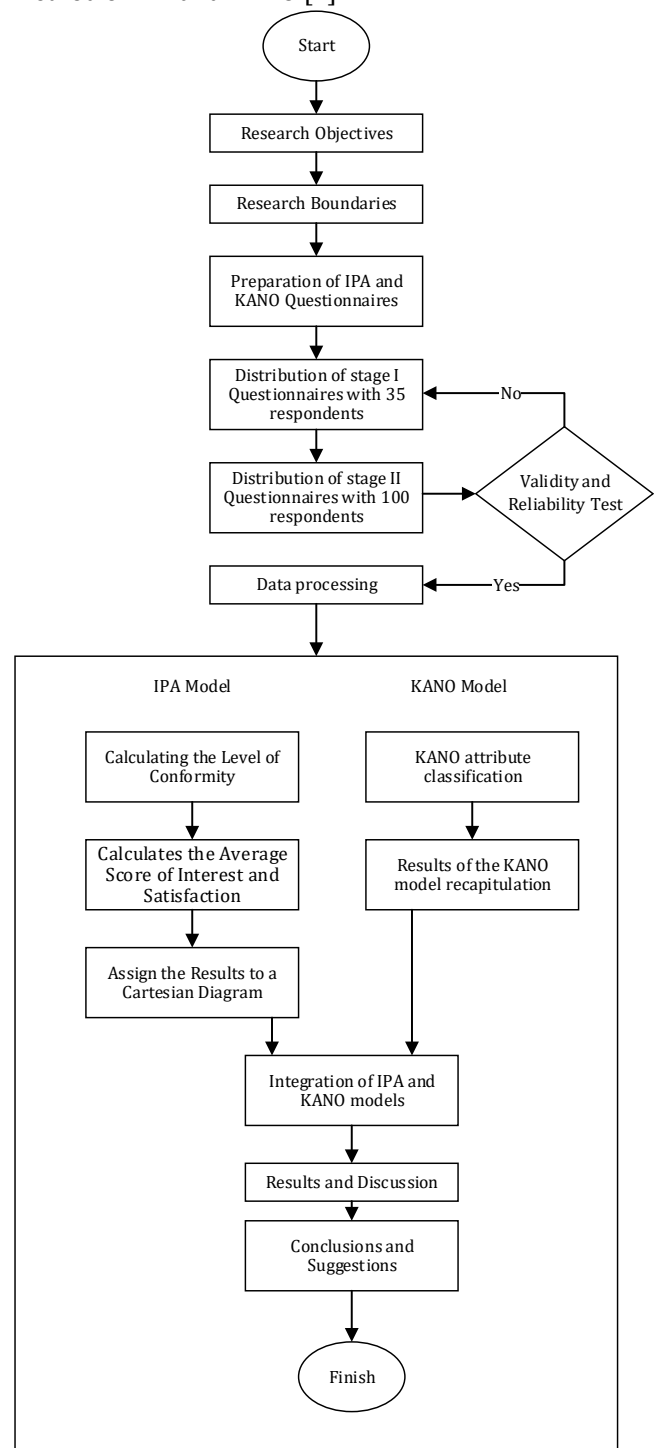 Start
Research Objectives
Research Boundaries
Preparation of IPA and
KANO Questionnaires
Distribution of stage I
Questionnaires with 35
respondents
No
Distribution of stage II
Questionnaires with 100
respondents
Validity and
Reliability Test
Data processing
Yes
IPA Model
KANO Model
Calculating the Level of
Conformity
KANO attribute
classification
Calculates the Average
Score of Interest and
Satisfaction
Results of the KANO
model recapitulation
Assign the Results to a
Cartesian Diagram
Integration of IPA and
KANO models
Results and Discussion
Conclusions and
Suggestions
Finish